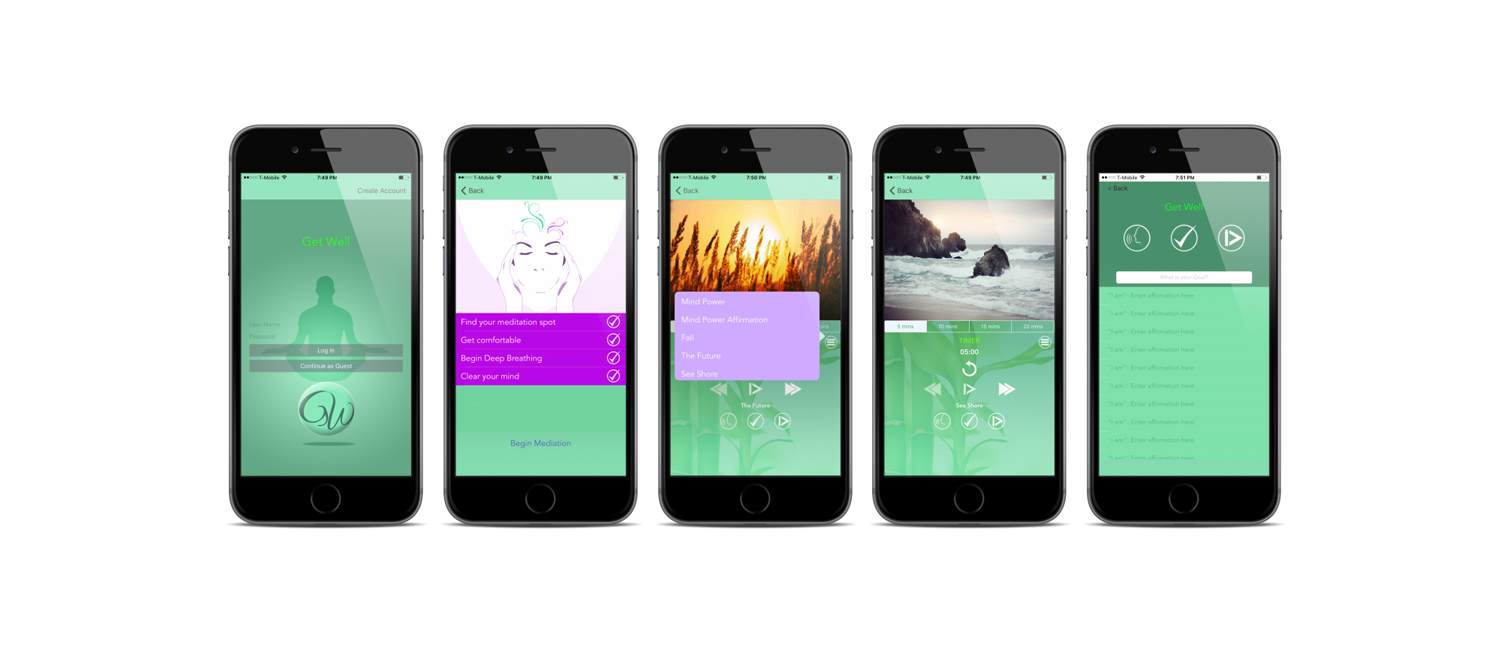 T-Mobile 7:49 PM
Create Account
Get Well
User Name
Password
Log In
Continue as Guest
GW
T-Mobile 7:49 PM
Back
Find your meditation spot
Get comfortable
Begin Deep Breathing
Clear your mind
Begin Mediation
T-Mobile 7:50 PM
Back
Mind Power
Mind Power Affirmation
Fall
The Future
Sea Shore
mins
The Future
T-Mobile 7:49 PM
Back
5 mins 10 mins 15 mins 20 mins
TIMER
05:00
Sea Shore
T-Mobile 7:51 PM
< Back
Get Well
What is your Goal?
"I am": Enter affirmation here
"I am": Enter affirmation here
"I am": Enter affirmation here
"I am": Enter affirmation here
"I am": Enter affirmation here
"I am": Enter affirmation here
"I am": Enter affirmation here
"I am": Enter affirmation here
"I am": Enter affirmation here
"I am": Enter affirmation here